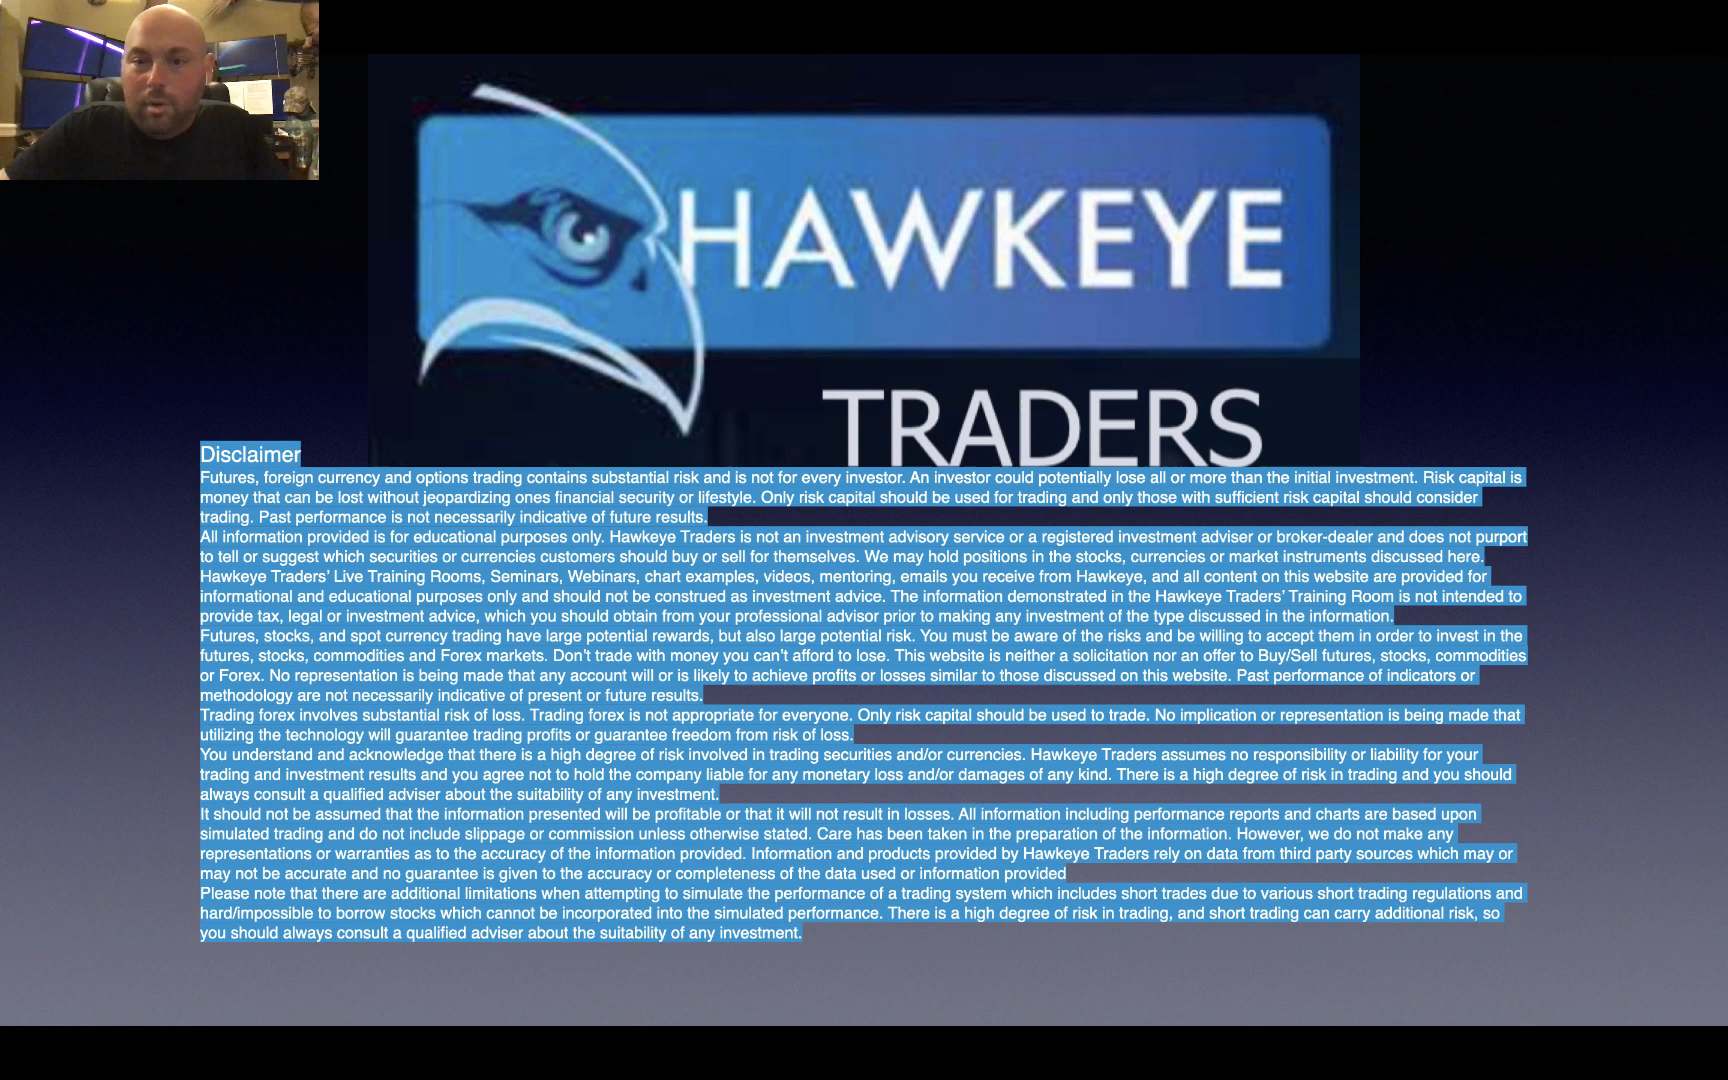 HAWKEYE
TRADERS
Disclaimer
Futures, foreign currency and options trading contains substantial risk and is not for every investor. An investor could potentially lose all or more than the initial investment. Risk capital is
money that can be lost without jeopardizing ones financial security or lifestyle. Only risk capital should be used for trading and only those with sufficient risk capital should consider
trading. Past performance is not necessarily indicative of future results.
All information provided is for educational purposes only. Hawkeye Traders is not an investment advisory service or a registered investment adviser or broker-dealer and does not purport
to tell or suggest which securities or currencies customers should buy or sell for themselves. We may hold positions in the stocks, currencies or market instruments discussed here.
Hawkeye Traders’ Live Training Rooms, Seminars, Webinars, chart examples, videos, mentoring, emails you receive from Hawkeye, and all content on this website are provided for
informational and educational purposes only and should not be construed as investment advice. The information demonstrated in the Hawkeye Traders’ Training Room is not intended to
provide tax, legal or investment advice, which you should obtain from your professional advisor prior to making any investment of the type discussed in the information.
Futures, stocks, and spot currency trading have large potential rewards, but also large potential risk. You must be aware of the risks and be willing to accept them in order to invest in the
futures, stocks, commodities and Forex markets. Don’t trade with money you can’t afford to lose. This website is neither a solicitation nor an offer to Buy/Sell futures, stocks, commodities
or Forex. No representation is being made that any account will or is likely to achieve profits or losses similar to those discussed on this website. Past performance of indicators or
methodology are not necessarily indicative of present or future results.
Trading forex involves substantial risk of loss. Trading forex is not appropriate for everyone. Only risk capital should be used to trade. No implication or representation is being made that
utilizing the technology will guarantee trading profits or guarantee freedom from risk of loss.
You understand and acknowledge that there is a high degree of risk involved in trading securities and/or currencies. Hawkeye Traders assumes no responsibility or liability for your
trading and investment results and you agree not to hold the company liable for any monetary loss and/or damages of any kind. There is a high degree of risk in trading and you should
always consult a qualified adviser about the suitability of any investment.
It should not be assumed that the information presented will be profitable or that it will not result in losses. All information including performance reports and charts are based upon
simulated trading and do not include slippage or commission unless otherwise stated. Care has been taken in the preparation of the information. However, we do not make any
representations or warranties as to the accuracy of the information provided. Information and products provided by Hawkeye Traders rely on data from third party sources which may or
may not be accurate and no guarantee is given to the accuracy or completeness of the data used or information provided
Please note that there are additional limitations when attempting to simulate the performance of a trading system which includes short trades due to various short trading regulations and
hard/impossible to borrow stocks which cannot be incorporated into the simulated performance. There is a high degree of risk in trading, and short trading can carry additional risk, so
you should always consult a qualified adviser about the suitability of any investment.